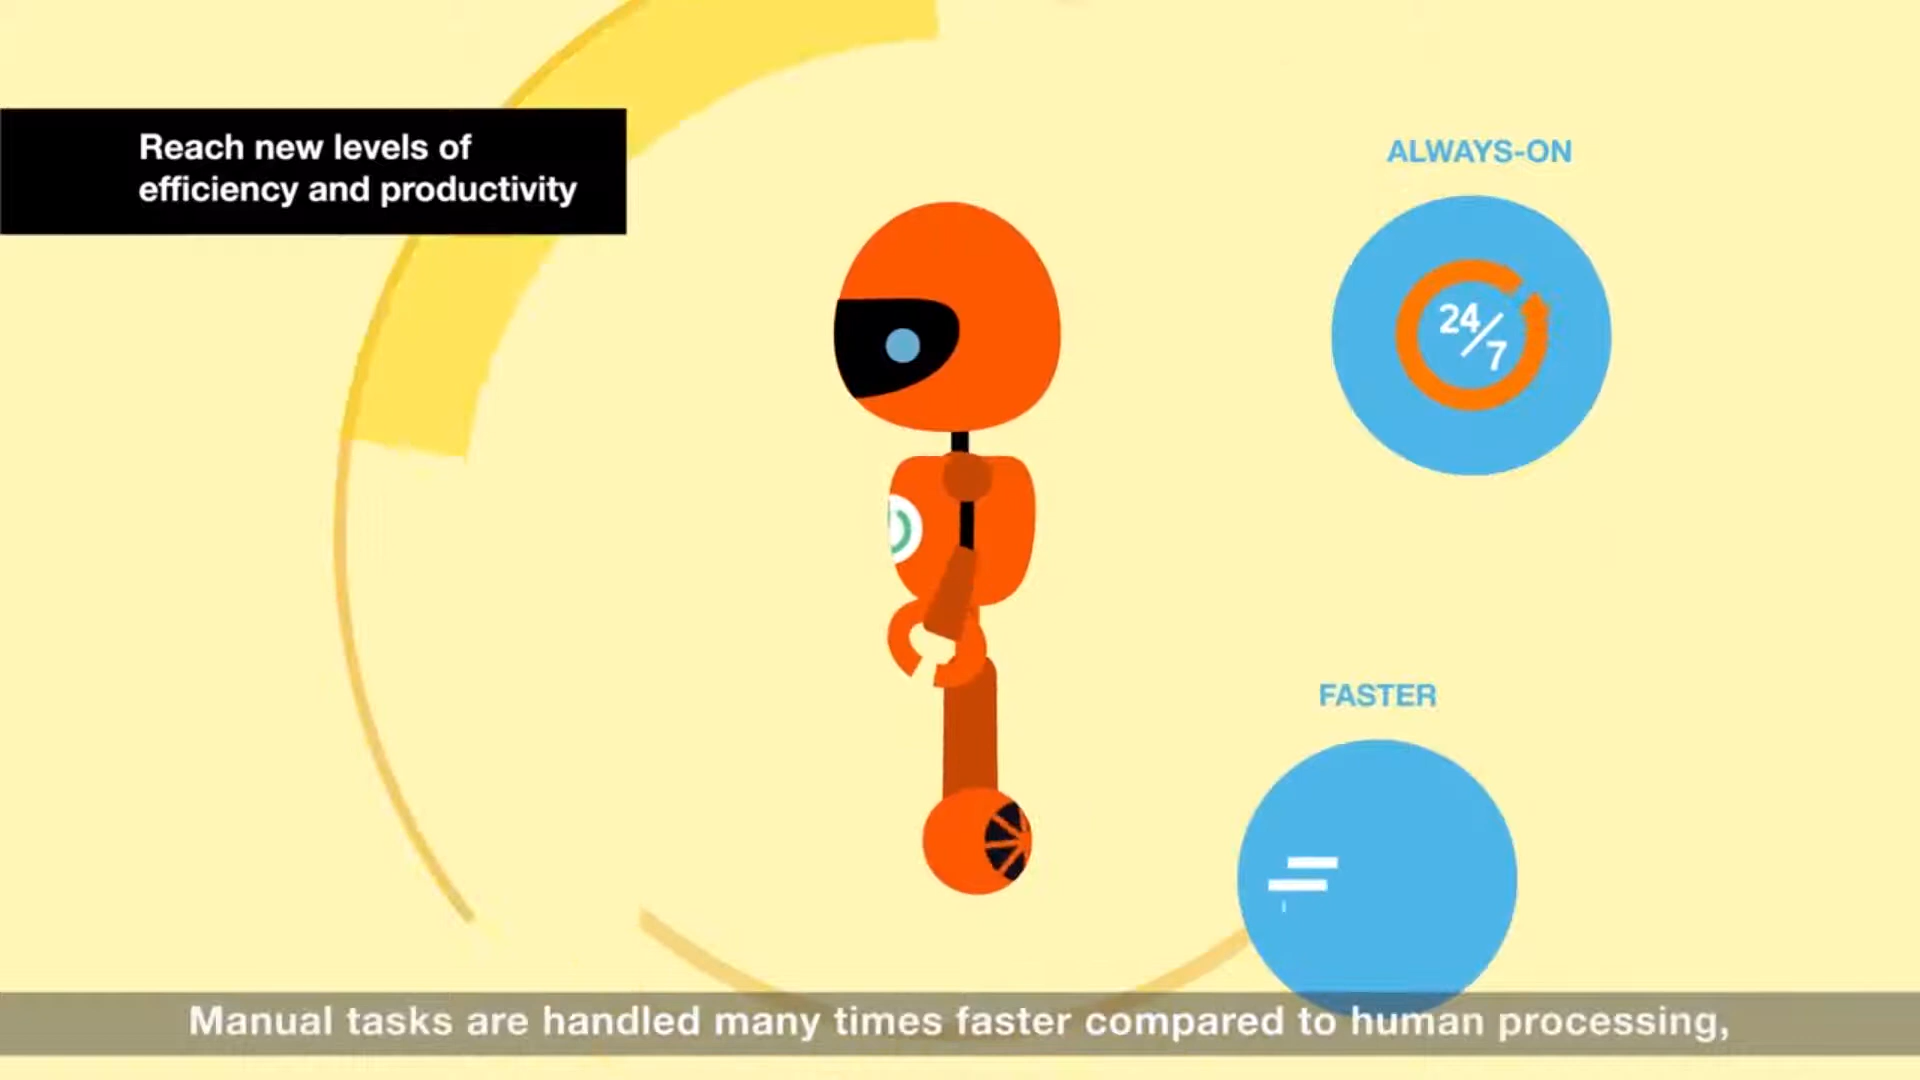 Reach new levels of
efficiency and productivity
ALWAYS-ON
24/7
FASTER
Manual tasks are handled many times faster compared to human processing,